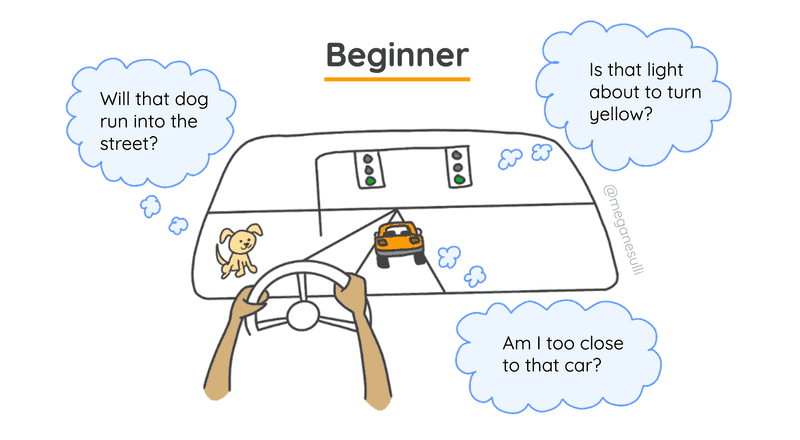 Beginner
Will that dog
run into the
street?
Is that light
about to turn
yellow?
@meganesulli
Am I too close
to that car?